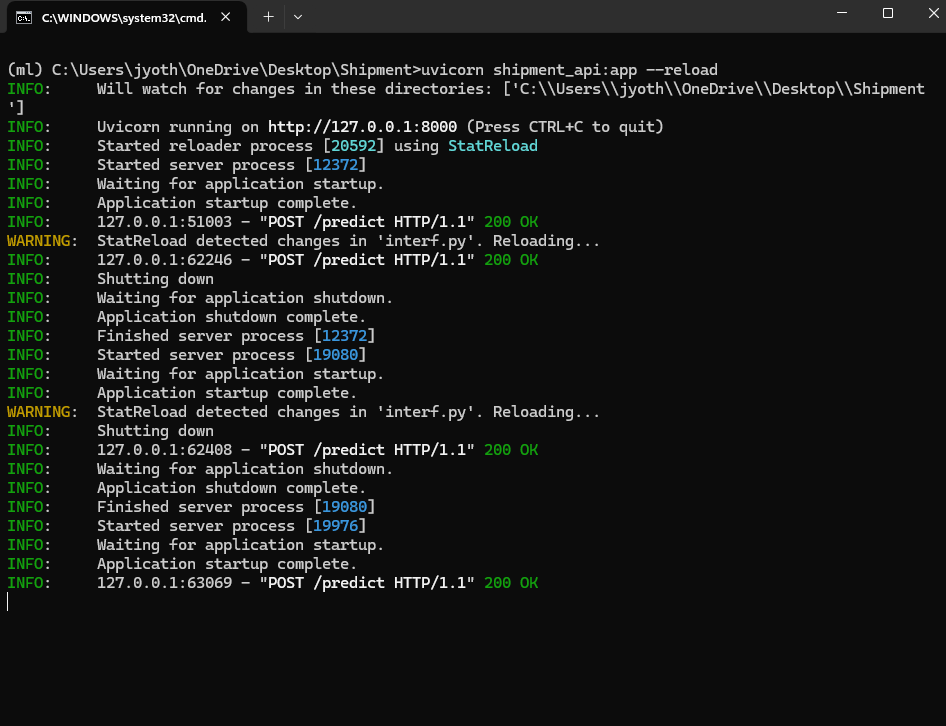 C:\WINDOWS\system32\cmd.
(ml) C:\Users\jyoth\OneDrive\Desktop\Shipment>uvicorn shipment_api:app --reload
INFO:     Will watch for changes in these directories: ['C:\\Users\\jyoth\\OneDrive\\Desktop\\Shipment
']
INFO:     Uvicorn running on http://127.0.0.1:8000 (Press CTRL+C to quit)
INFO:     Started reloader process [20592] using StatReload
INFO:     Started server process [12372]
INFO:     Waiting for application startup.
INFO:     Application startup complete.
INFO:     127.0.0.1:51003 - "POST /predict HTTP/1.1" 200 OK
WARNING:  StatReload detected changes in 'interf.py'. Reloading...
INFO:     127.0.0.1:62246 - "POST /predict HTTP/1.1" 200 OK
INFO:     Shutting down
INFO:     Waiting for application shutdown.
INFO:     Application shutdown complete.
INFO:     Finished server process [12372]
INFO:     Started server process [19080]
INFO:     Waiting for application startup.
INFO:     Application startup complete.
WARNING:  StatReload detected changes in 'interf.py'. Reloading...
INFO:     Shutting down
INFO:     127.0.0.1:62408 - "POST /predict HTTP/1.1" 200 OK
INFO:     Waiting for application shutdown.
INFO:     Application shutdown complete.
INFO:     Finished server process [19080]
INFO:     Started server process [19976]
INFO:     Waiting for application startup.
INFO:     Application startup complete.
INFO:     127.0.0.1:63069 - "POST /predict HTTP/1.1" 200 OK